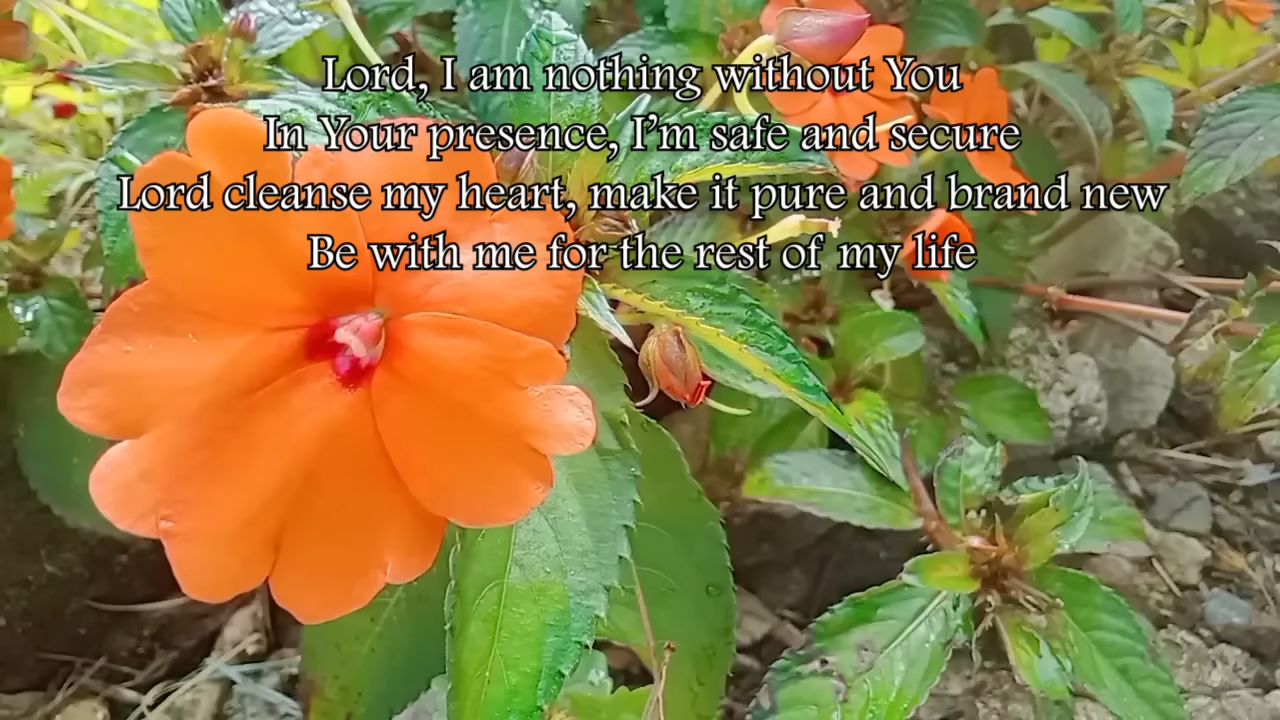 Lord, I am nothing without You
In Your presence, I’m safe and secure
Lord cleanse my heart, make it pure and brand new
Be with me for the rest of my life